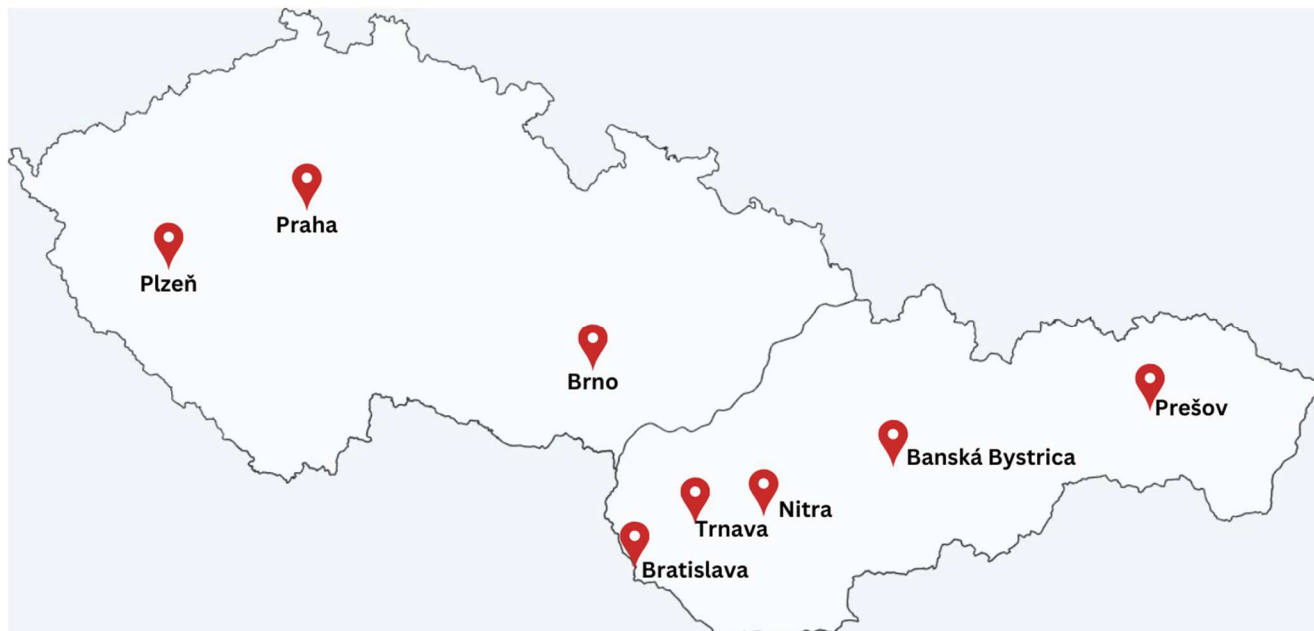 Praha
Plzeň
Brno
Prešov
Banská Bystrica
Nitra
Trnava
Bratislava